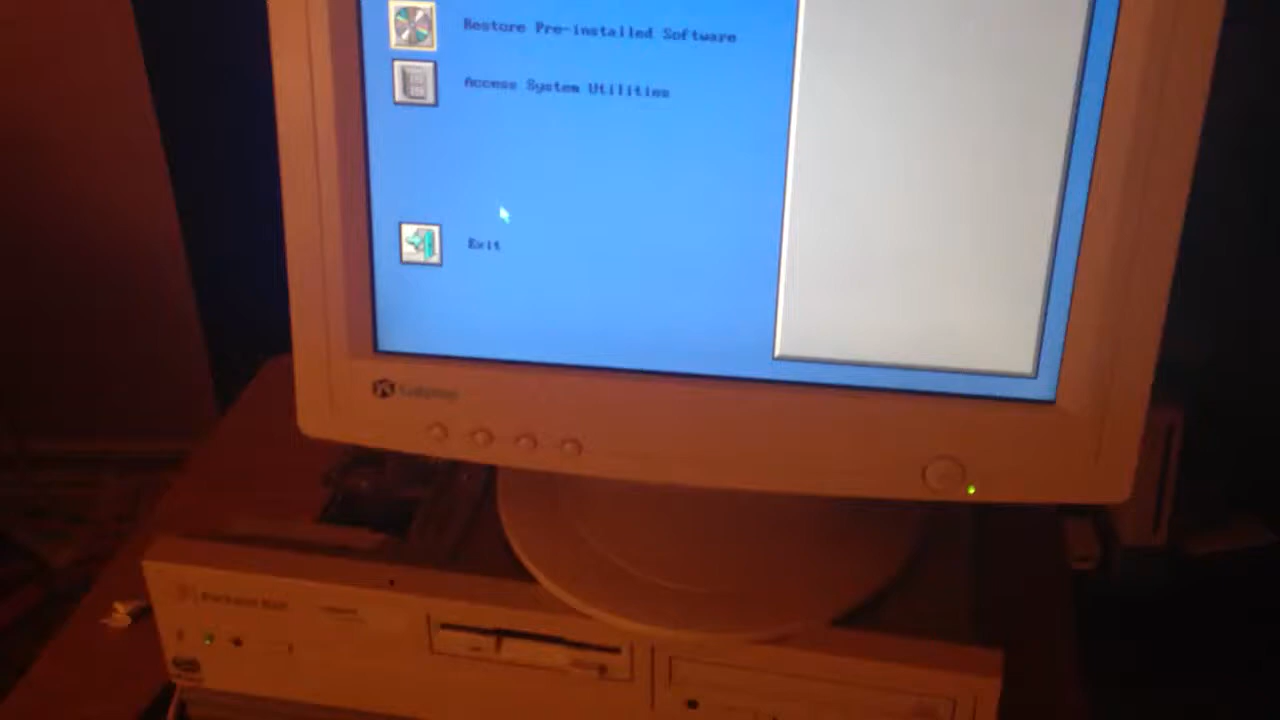 Restore Pre-installed Software
Access System Utilities
Exit
Packard Bell